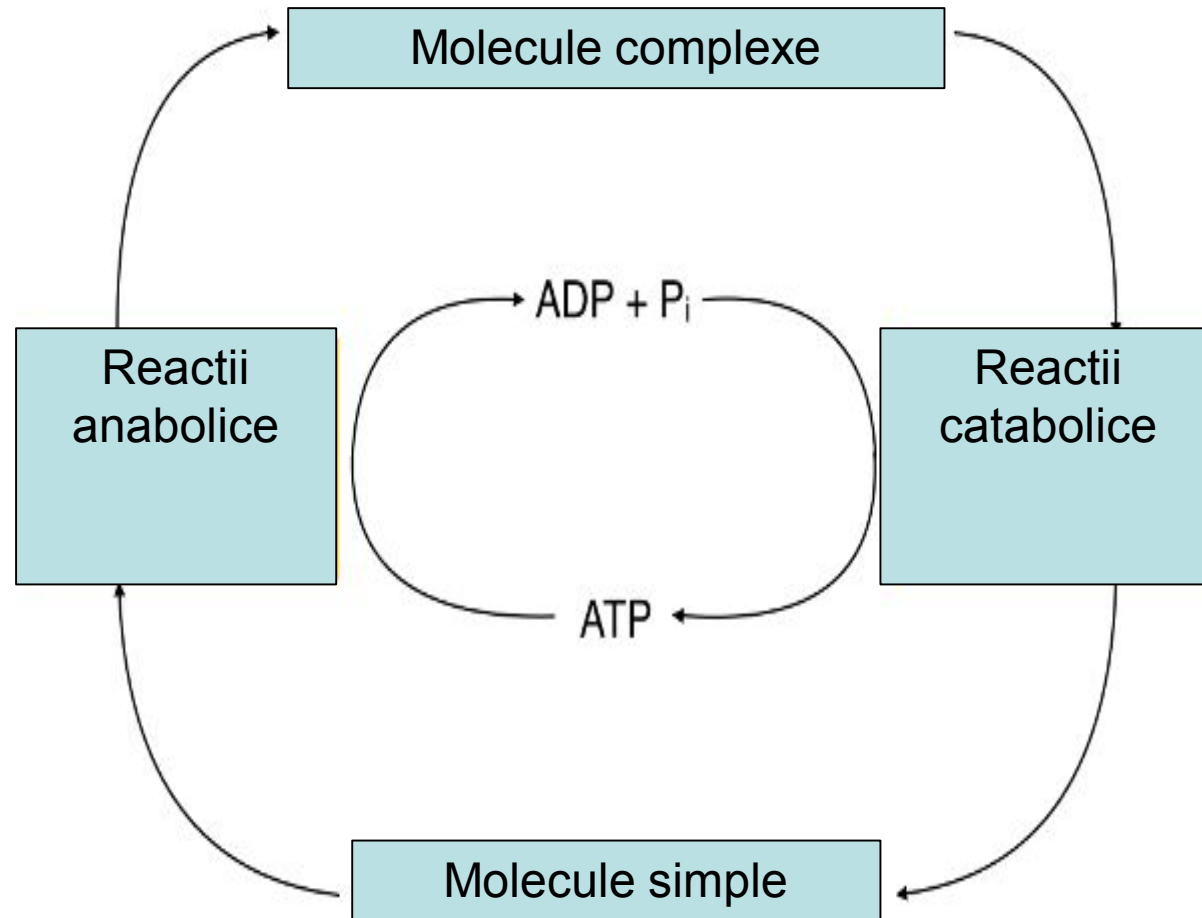 Molecule complexe
ADP + Pi
Reactii
anabolice
Reactii
catabolice
ATP
Molecule simple